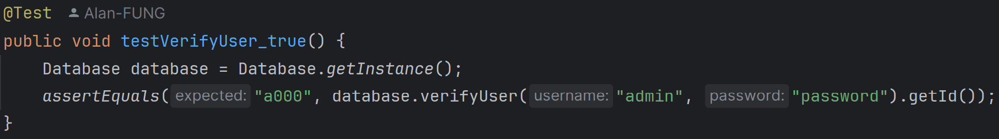 @Test Alan-FUNG
public void testVerifyUser_true() {
Database database = Database.getInstance();
assertEquals( expected: "a000", database.verifyUser( username: "admin", password: "password").getId());
}